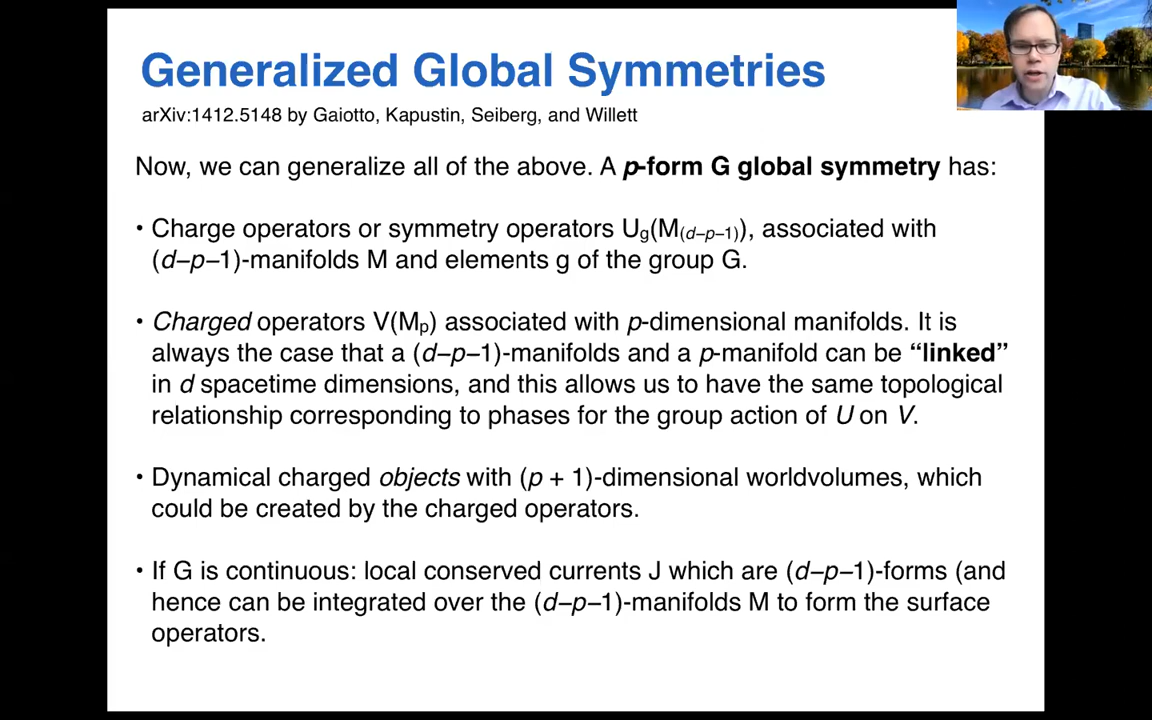 Generalized Global Symmetries
arXiv:1412.5148 by Gaiotto, Kapustin, Seiberg, and Willett
Now, we can generalize all of the above. A p-form G global symmetry has:
• Charge operators or symmetry operators U_g(M_(d–p–1)), associated with
(d–p–1)-manifolds M and elements g of the group G.
• Charged operators V(M_p) associated with p-dimensional manifolds. It is
always the case that a (d–p–1)-manifolds and a p-manifold can be “linked”
in d spacetime dimensions, and this allows us to have the same topological
relationship corresponding to phases for the group action of U on V.
• Dynamical charged objects with (p + 1)-dimensional worldvolumes, which
could be created by the charged operators.
• If G is continuous: local conserved currents J which are (d–p–1)-forms (and
hence can be integrated over the (d–p–1)-manifolds M to form the surface
operators.